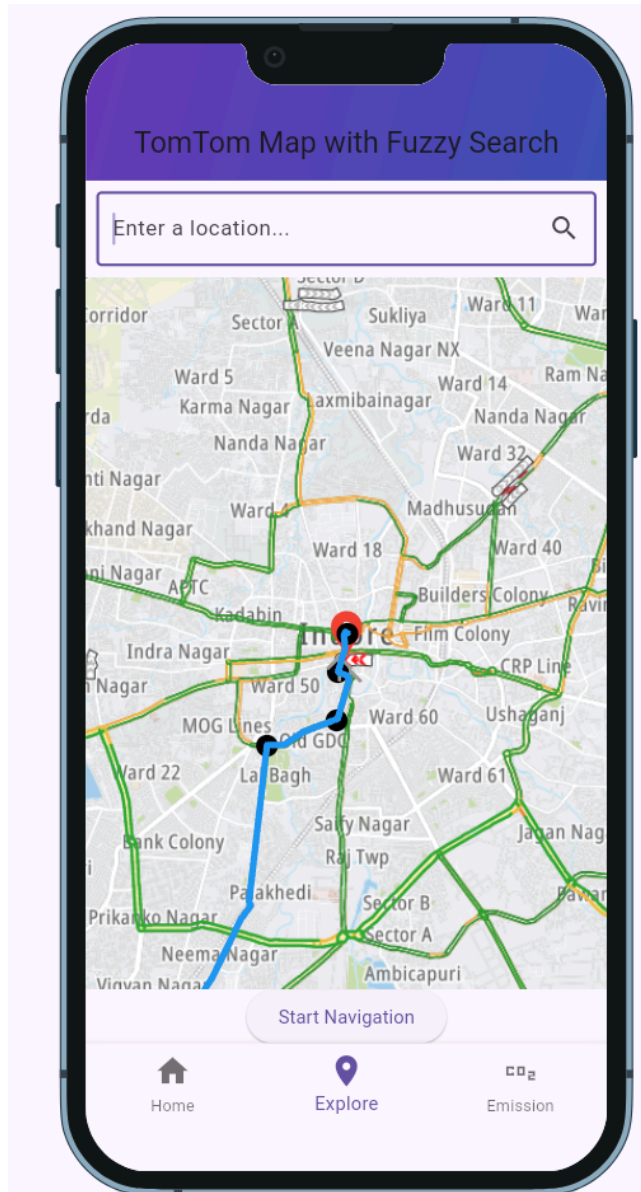 TomTom Map with Fuzzy Search
Enter a location...
Sector D
Corridor
Sector A
Sukliya
Ward 11
Veena Nagar NX
Ward 5
Ward 14
Ram Na
Karma Nagar
Laxmibainagar
Nanda Nagar
Nanda Nagar
Ward 32
nti Nagar
Ward 4
Madhusudan
khand Nagar
Ward 18
Ward 40
ni Nagar
APTC
Builders Colony
Kadabin
Indore
Film Colony
Indra Nagar
CRP Line
Nagar
Ward 50
MOG Lines
Old GDC
Ward 60
Ushaganj
Ward 22
Lal Bagh
Ward 61
Bank Colony
Saify Nagar
Jagan Nag
Raj Twp
Palakhedi
Sector B
Prikanko Nagar
Sector A
Neema Nagar
Ambicapuri
Vigyan Nagar
Start Navigation
Home
Explore
CO₂
Emission